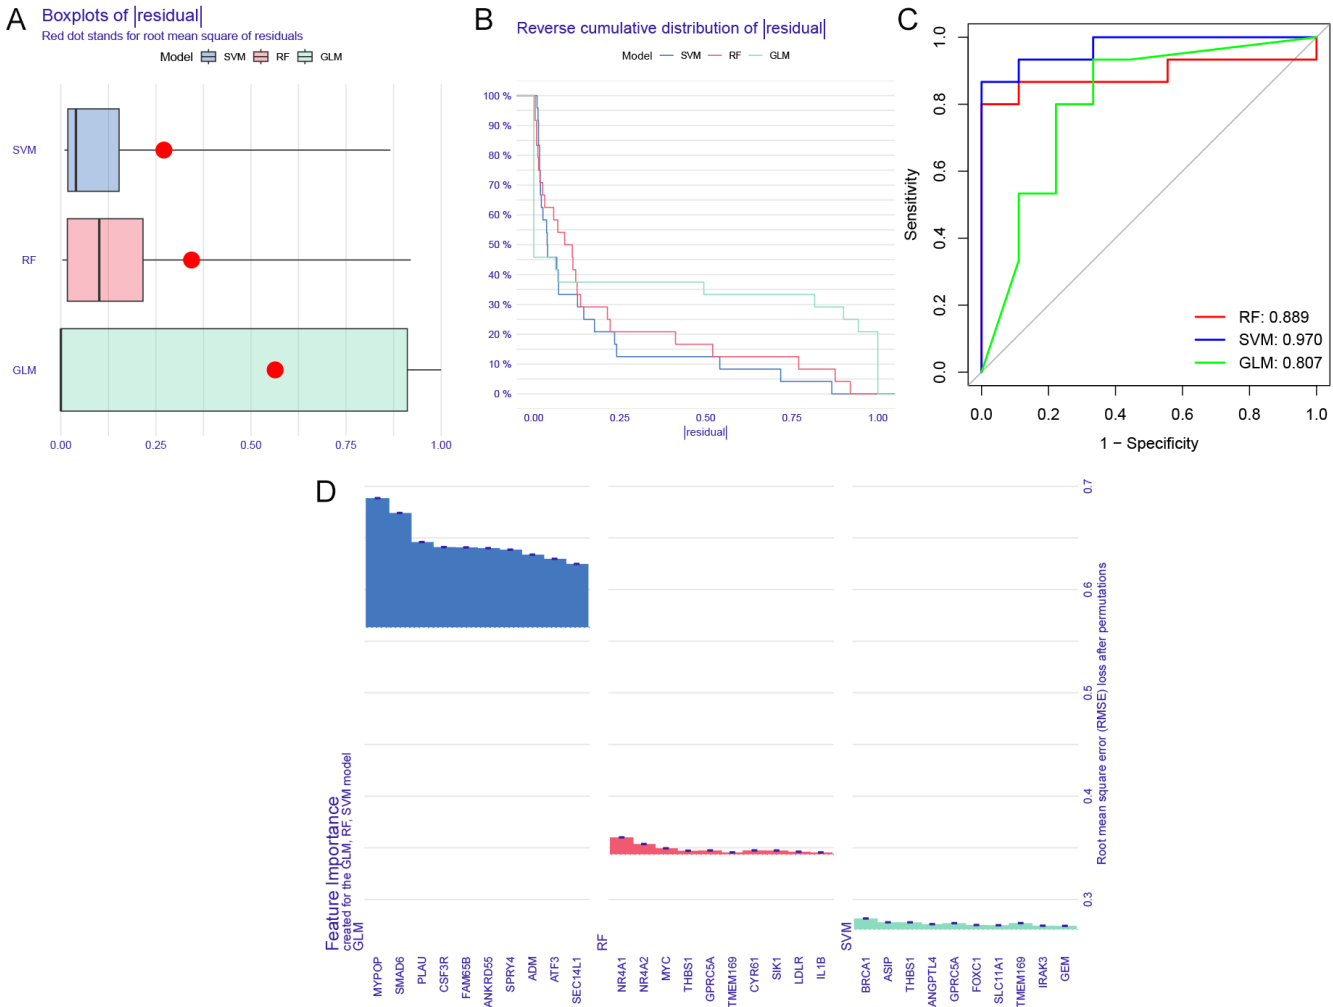 A
Boxplots of |residual|
Red dot stands for root mean square of residuals
Model SVM RF GLM
SVM
RF
GLM
0.00 0.25 0.50 0.75 1.00
B
Reverse cumulative distribution of |residual|
Model SVM RF GLM
100 %
90 %
80 %
70 %
60 %
50 %
40 %
30 %
20 %
10 %
0 %
0.00 0.25 0.50 0.75 1.00
|residual|
C
Sensitivity
1.0
0.8
0.6
0.4
0.2
0.0
RF: 0.889
SVM: 0.970
GLM: 0.807
0.0 0.2 0.4 0.6 0.8 1.0
1 − Specificity
D
Feature Importance
created for the GLM, RF, SVM model
GLM
MYPOP
SMAD6
PLAU
CSF3R
FAM65B
ANKRD55
SPRY4
ADM
ATF3
SEC14L1
RF
NR4A1
NR4A2
MYC
THBS1
GPRC5A
TMEM169
CYR61
SIK1
LDLR
IL1B
SVM
BRCA1
ASIP
THBS1
ANGPTL4
GPRC5A
FOXC1
SLC11A1
TMEM169
IRAK3
GEM
0.7
0.6
0.5
0.4
0.3
Root mean square error (RMSE) loss after permutations